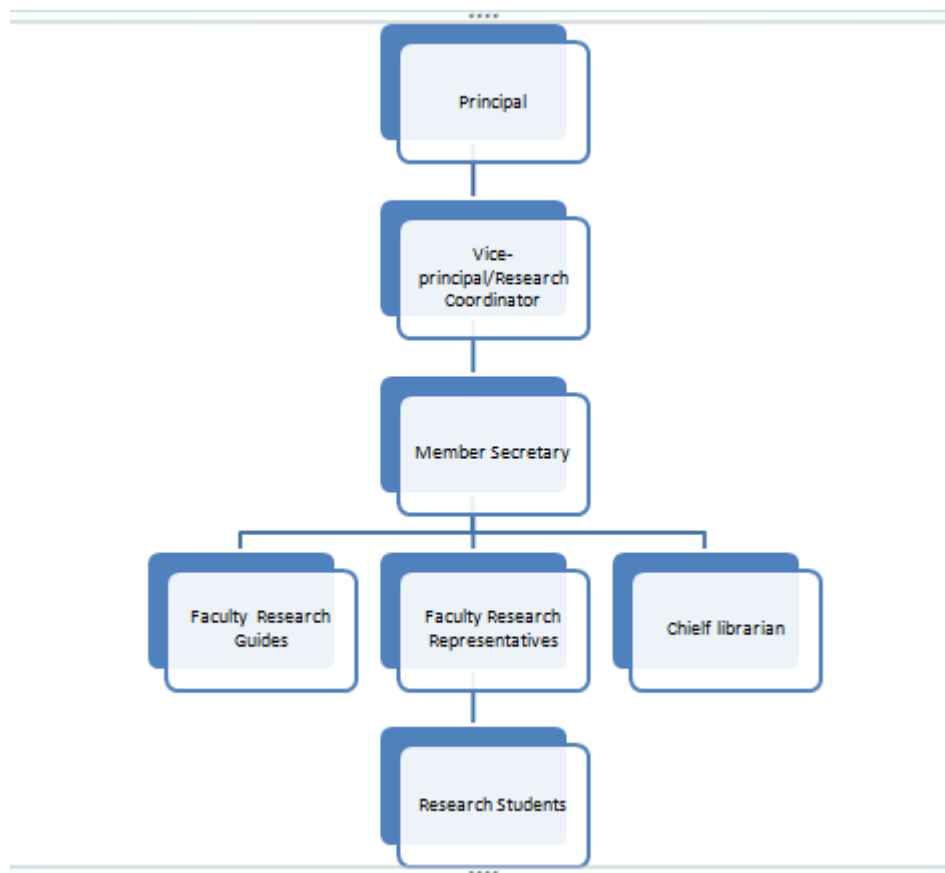 Principal
Vice-
principal/Research
Coordinator
Member Secretary
Faculty  Research
Guides
Faculty Research
Representatives
Chielf librarian
Research Students